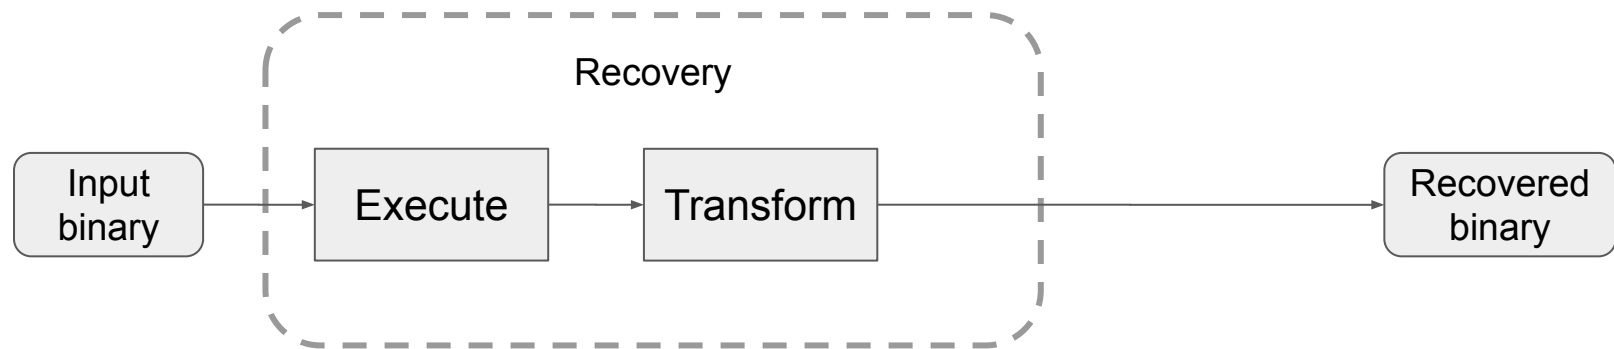 Recovery
Input
binary
Execute
Transform
Recovered
binary